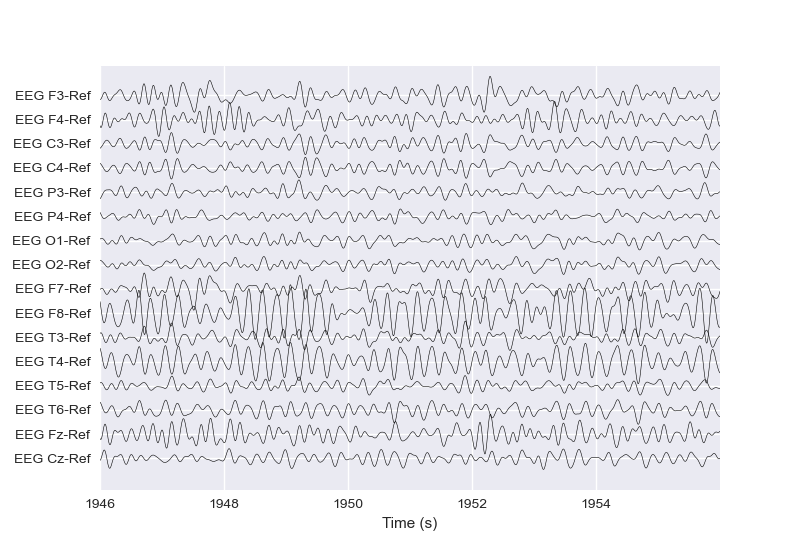 EEG F3-Ref
EEG F4-Ref
EEG C3-Ref
EEG C4-Ref
EEG P3-Ref
EEG P4-Ref
EEG O1-Ref
EEG O2-Ref
EEG F7-Ref
EEG F8-Ref
EEG T3-Ref
EEG T4-Ref
EEG T5-Ref
EEG T6-Ref
EEG Fz-Ref
EEG Cz-Ref
1946 1948 1950 1952 1954
Time (s)